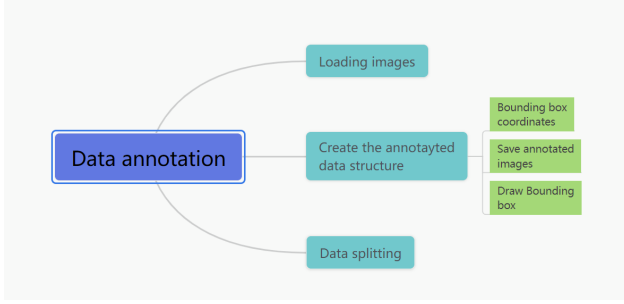 Loading images
Bounding box
coordinates
Data annotation
Create the annotayted
data structure
Save annotated
images
Draw Bounding
box
Data splitting